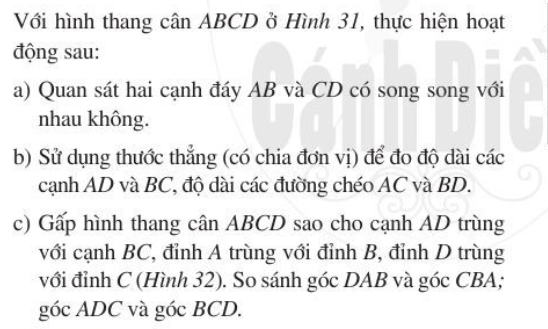 Với hình thang cân ABCD ở Hình 31, thực hiện hoạt
động sau:
a) Quan sát hai cạnh đáy AB và CD có song song với
nhau không.
b) Sử dụng thước thẳng (có chia đơn vị) để đo độ dài các
cạnh AD và BC, độ dài các đường chéo AC và BD.
c) Gấp hình thang cân ABCD sao cho cạnh AD trùng
với cạnh BC, đỉnh A trùng với đỉnh B, đỉnh D trùng
với đỉnh C (Hình 32). So sánh góc DAB và góc CBA;
góc ADC và góc BCD.
Cánh Diề